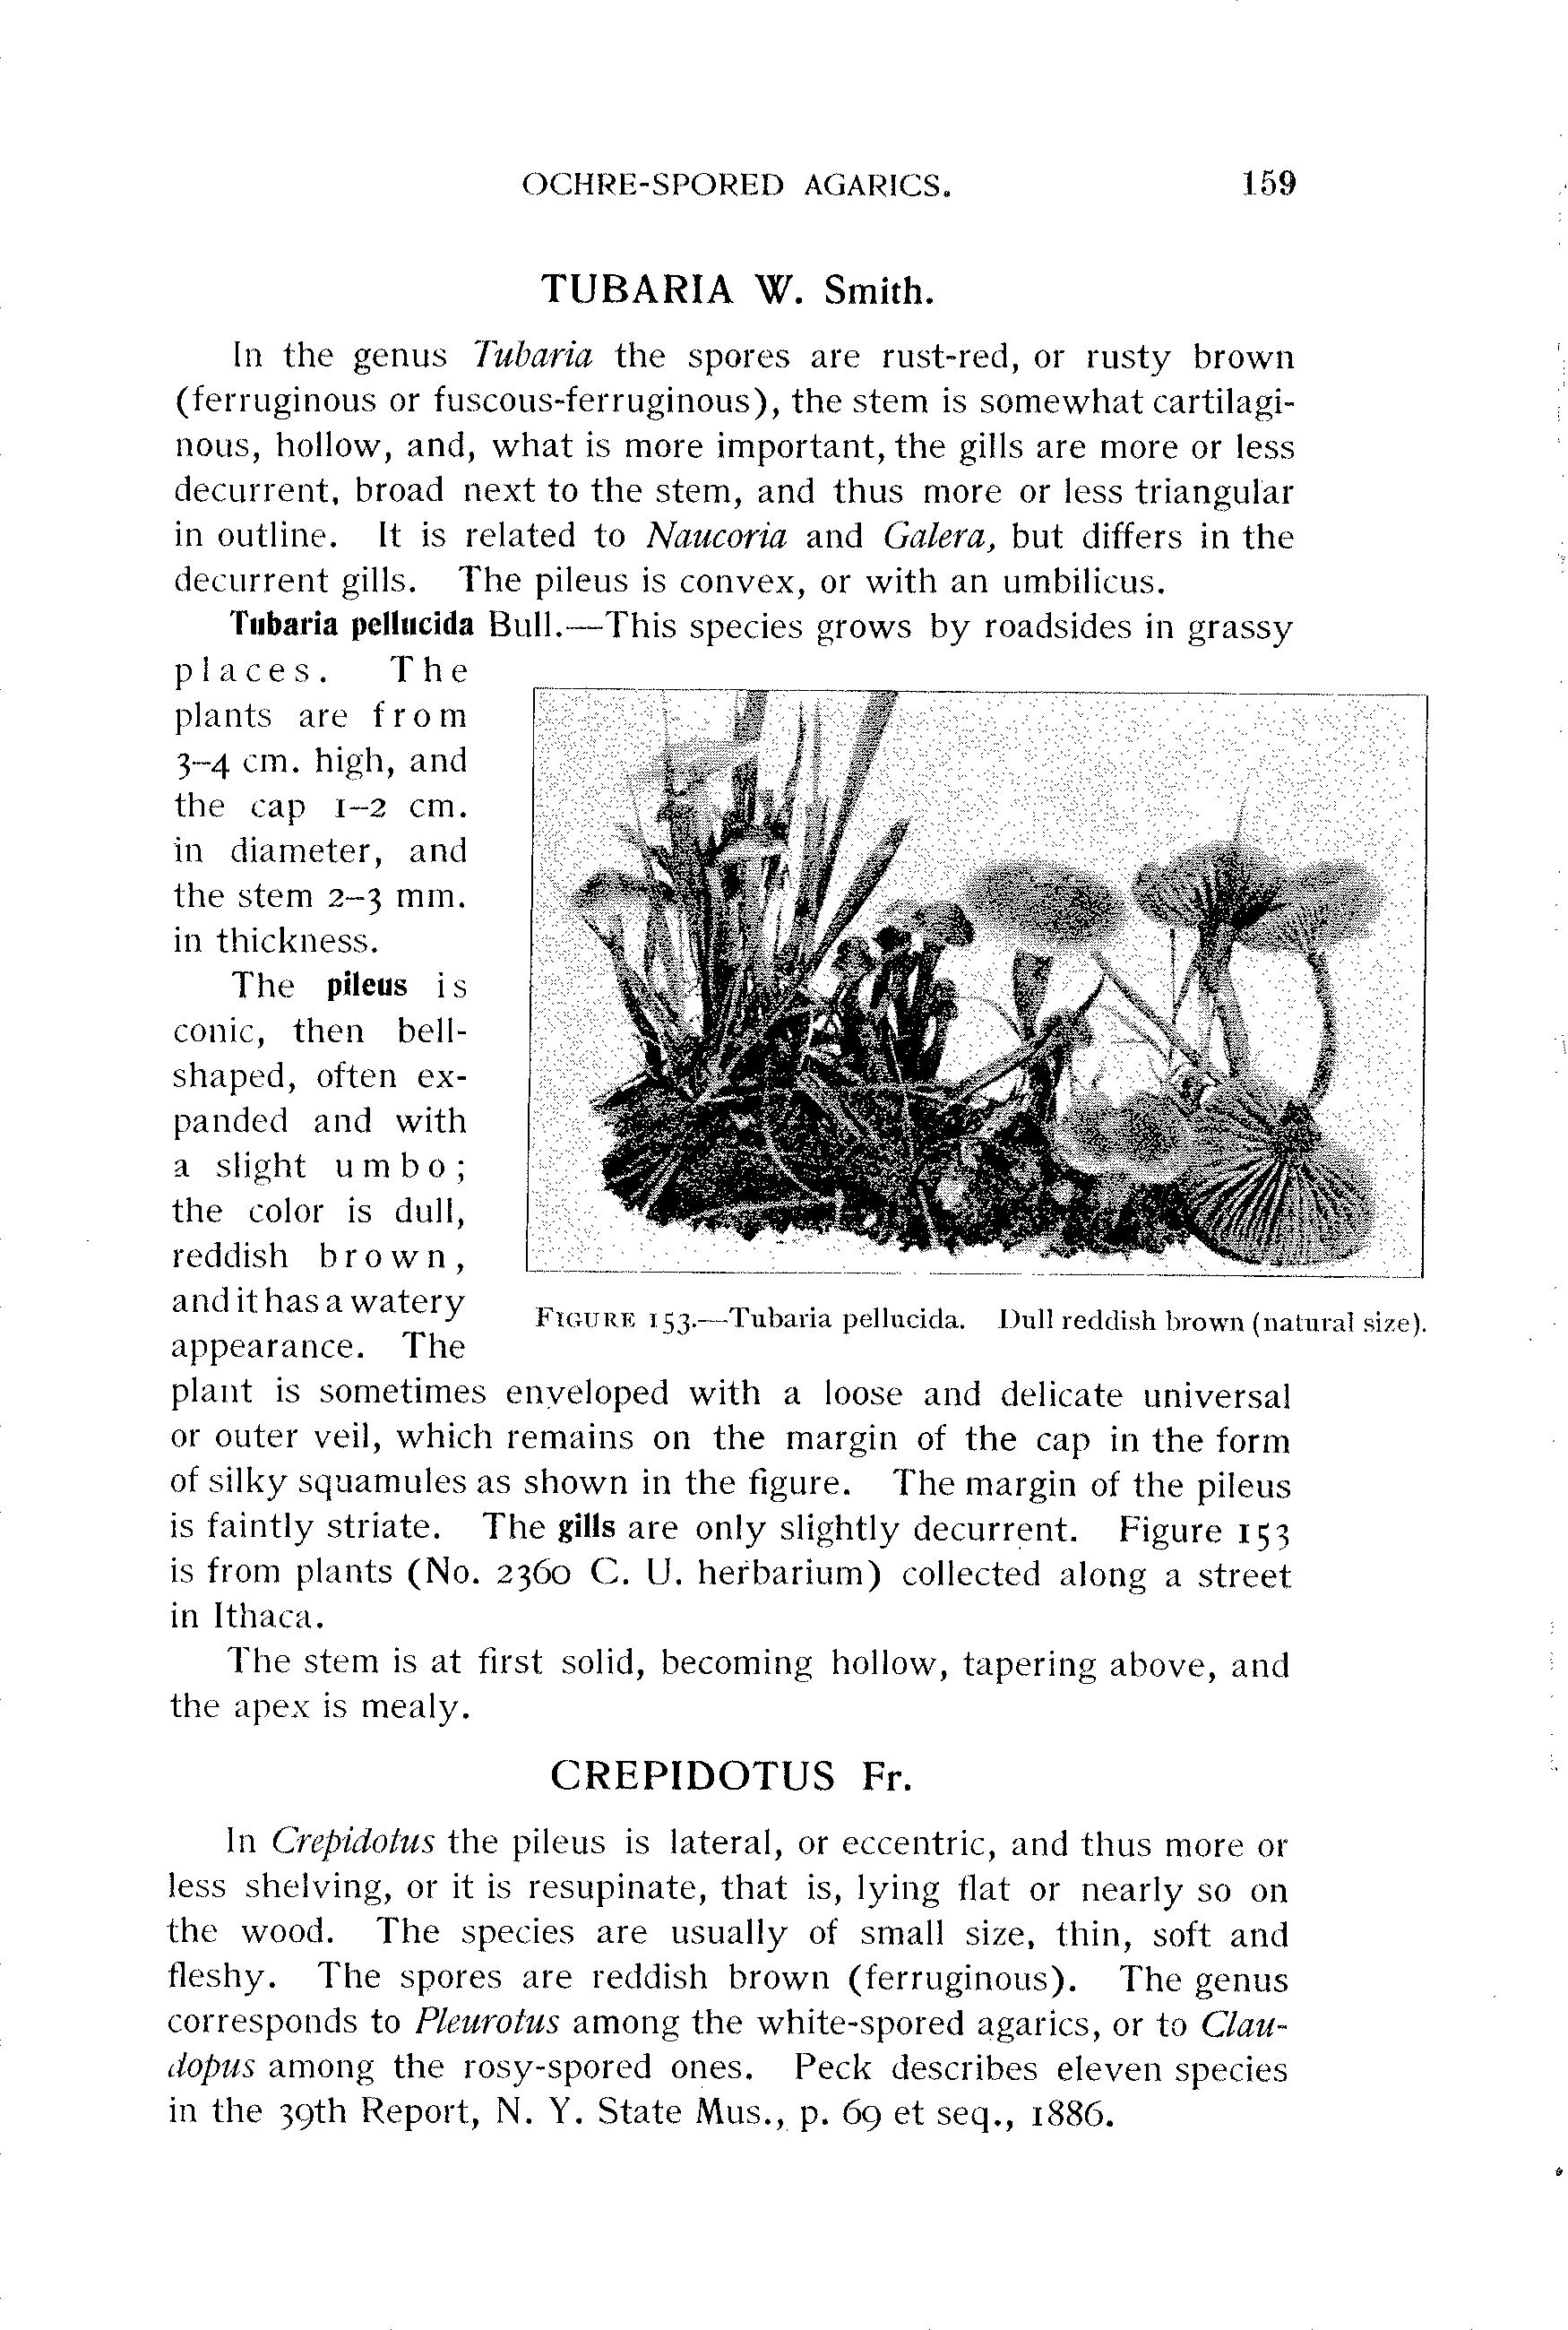 OCHRE-SPORED AGARICS. 159
TUBARIA W. Smith.
In the genus Tubaria the spores are rust-red, or rusty brown
(ferruginous or fuscous-ferruginous), the stem is somewhat cartilagi-
nous, hollow, and, what is more important, the gills are more or less
decurrent, broad next to the stem, and thus more or less triangular
in outline. It is related to Naucoria and Galera, but differs in the
decurrent gills. The pileus is convex, or with an umbilicus.
Tubaria pellucida Bull.—This species grows by roadsides in grassy
places. The
plants are from
3–4 cm. high, and
the cap 1–2 cm.
in diameter, and
the stem 2–3 mm.
in thickness.
The pileus is
conic, then bell-
shaped, often ex-
panded and with
a slight umbo;
the color is dull,
reddish brown,
and it has a watery
appearance. The
FIGURE 153.—Tubaria pellucida. Dull reddish brown (natural size).
plant is sometimes enveloped with a loose and delicate universal
or outer veil, which remains on the margin of the cap in the form
of silky squamules as shown in the figure. The margin of the pileus
is faintly striate. The gills are only slightly decurrent. Figure 153
is from plants (No. 2360 C. U. herbarium) collected along a street
in Ithaca.
The stem is at first solid, becoming hollow, tapering above, and
the apex is mealy.
CREPIDOTUS Fr.
In Crepidotus the pileus is lateral, or eccentric, and thus more or
less shelving, or it is resupinate, that is, lying flat or nearly so on
the wood. The species are usually of small size, thin, soft and
fleshy. The spores are reddish brown (ferruginous). The genus
corresponds to Pleurotus among the white-spored agarics, or to Clau-
dopus among the rosy-spored ones. Peck describes eleven species
in the 39th Report, N. Y. State Mus., p. 69 et seq., 1886.